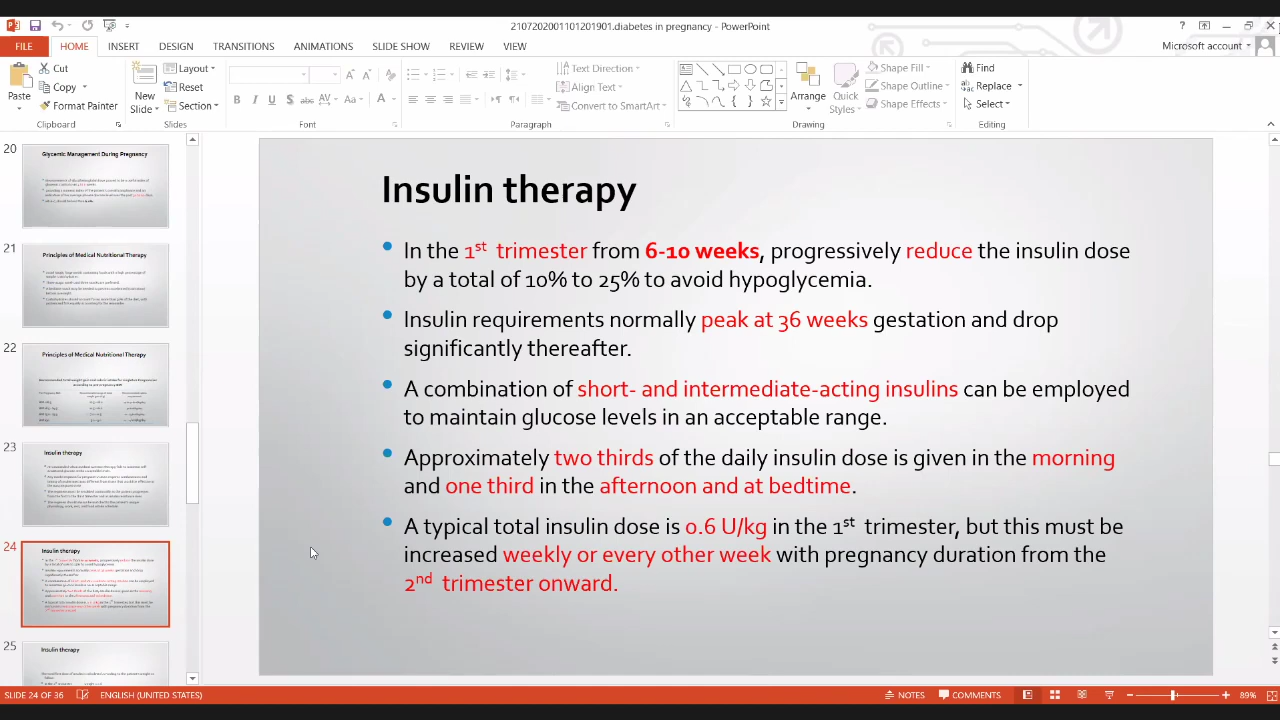 21072020011012019​01.diabetes in pregnancy - PowerPoint
FILE HOME INSERT DESIGN TRANSITIONS ANIMATIONS SLIDE SHOW REVIEW VIEW
Microsoft account
Paste
Cut
Copy
Format Painter
Clipboard
New Slide
Layout
Reset
Section
Slides
B I U S abc AV Aa A
Font
Text Direction
Align Text
Convert to SmartArt
Paragraph
Arrange
Quick Styles
Shape Fill
Shape Outline
Shape Effects
Drawing
Find
Replace
Select
Editing
20
Glycemic Management During Pregnancy
21
Principles of Medical Nutritional Therapy
22
Principles of Medical Nutritional Therapy
23
Insulin therapy
24
Insulin therapy
25
Insulin therapy
Insulin therapy
In the 1st trimester from 6-10 weeks, progressively reduce the insulin dose
by a total of 10% to 25% to avoid hypoglycemia.
Insulin requirements normally peak at 36 weeks gestation and drop
significantly thereafter.
A combination of short- and intermediate-acting insulins can be employed
to maintain glucose levels in an acceptable range.
Approximately two thirds of the daily insulin dose is given in the morning
and one third in the afternoon and at bedtime.
A typical total insulin dose is 0.6 U/kg in the 1st trimester, but this must be
increased weekly or every other week with pregnancy duration from the
2nd trimester onward.
SLIDE 24 OF 36 ENGLISH (UNITED STATES) NOTES COMMENTS 89%